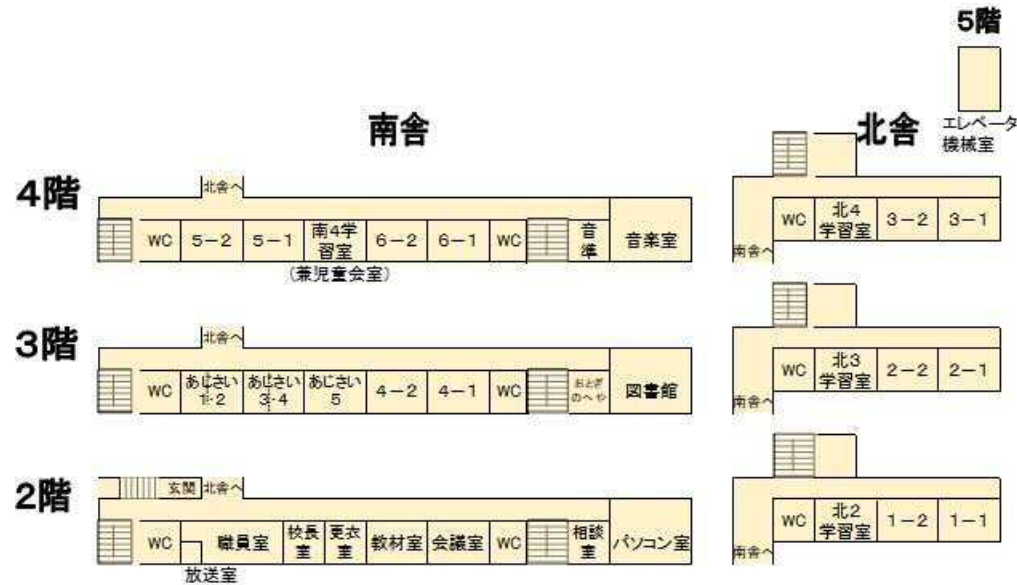 5階
エレベータ
機械室
南舎
北舎
4階
北舎へ
WC
5－2
5－1
南4学
習室
6－2
6－1
WC
音
準
音楽室
(兼児童会室)
WC
北4
学習室
3－2
3－1
南舎へ
3階
北舎へ
WC
あじさい
1・2
あじさい
3・4
あじさい
5
4－2
4－1
WC
おとぎ
のへや
図書館
WC
北3
学習室
2－2
2－1
南舎へ
2階
玄関
北舎へ
WC
職員室
校長
室
更衣
室
教材室
会議室
WC
相談
室
パソコン室
放送室
WC
北2
学習室
1－2
1－1
南舎へ